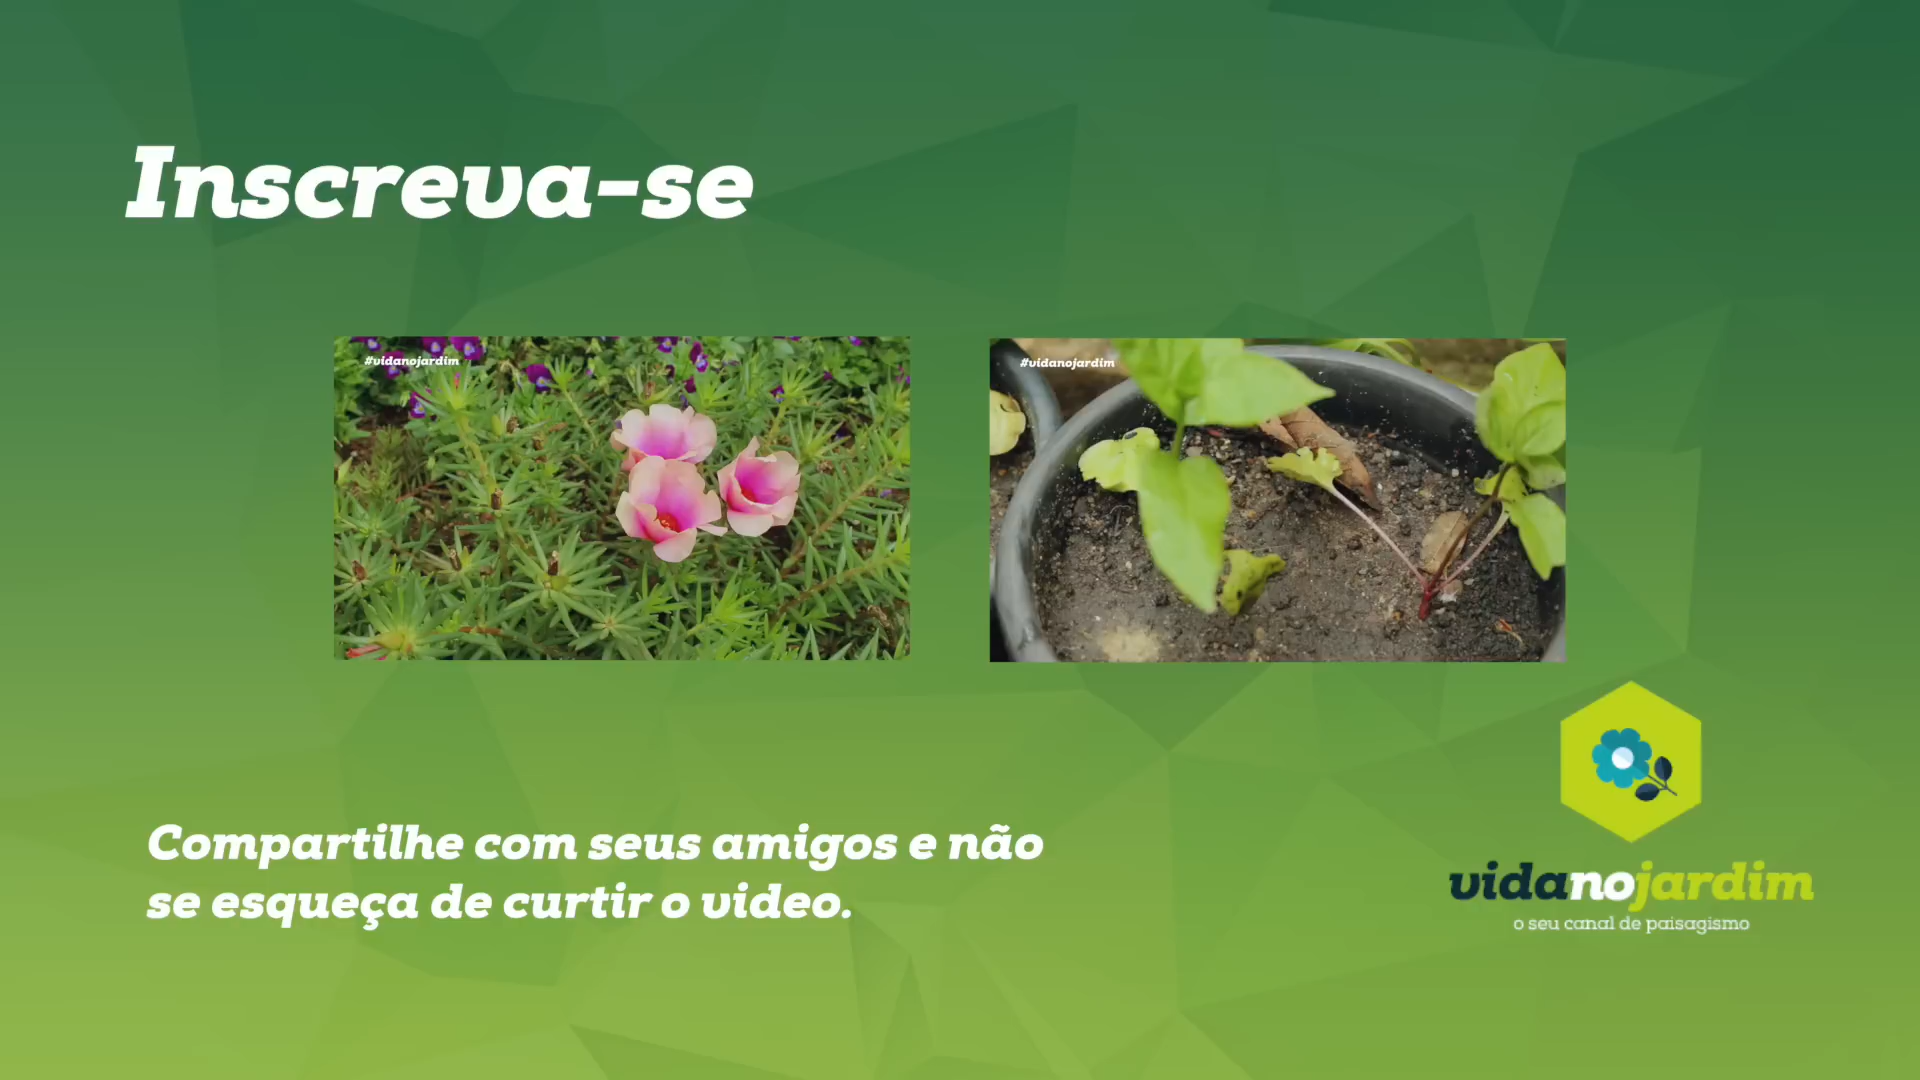 Inscreva-se
#vidanojardim
#vidanojardim
Compartilhe com seus amigos e não
se esqueça de curtir o video.
vidanojardim
o seu canal de paisagismo